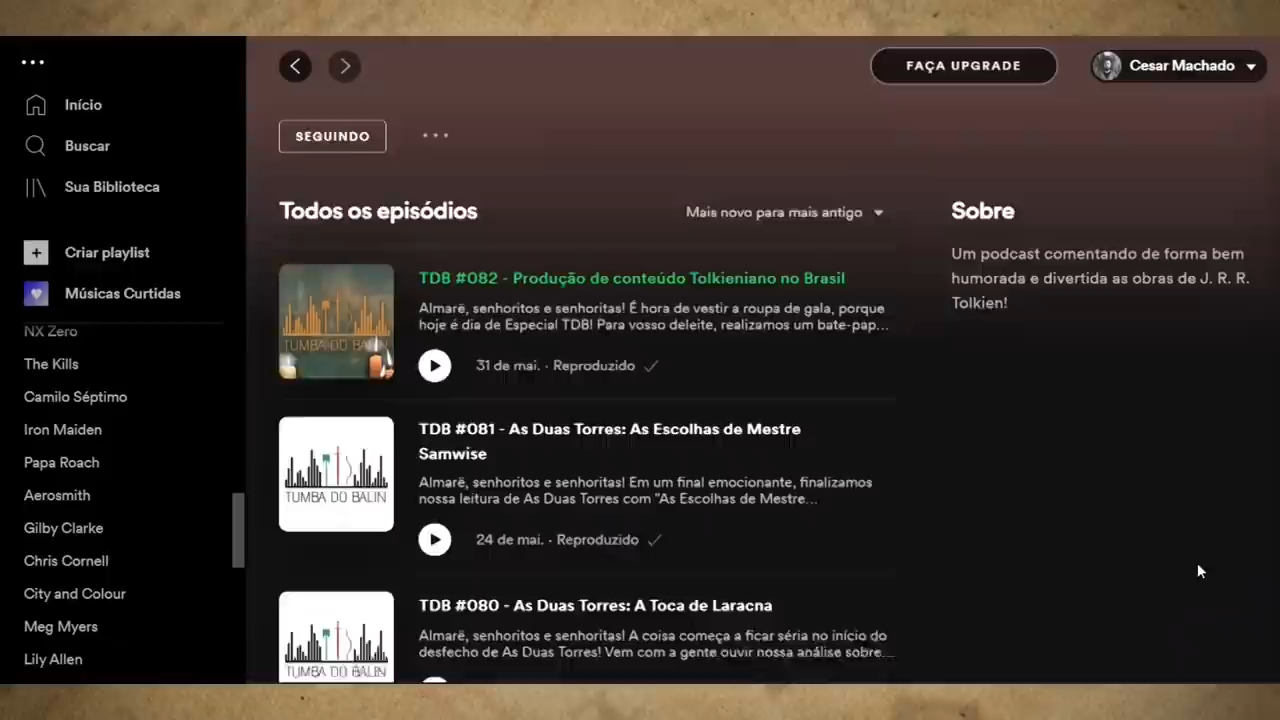 Início
Buscar
Sua Biblioteca
Criar playlist
Músicas Curtidas
NX Zero
The Kills
Camilo Séptimo
Iron Maiden
Papa Roach
Aerosmith
Gilby Clarke
Chris Cornell
City and Colour
Meg Myers
Lily Allen
FAÇA UPGRADE
Cesar Machado
SEGUINDO
Todos os episódios
Mais novo para mais antigo
TUMBA DO BALIN
TDB #082 - Produção de conteúdo Tolkieniano no Brasil
Almarë, senhoritos e senhoritas! É hora de vestir a roupa de gala, porque
hoje é dia de Especial TDB! Para vosso deleite, realizamos um bate-pap...
31 de mai. · Reproduzido
TUMBA DO BALIN
TDB #081 - As Duas Torres: As Escolhas de Mestre
Samwise
Almarë, senhoritos e senhoritas! Em um final emocionante, finalizamos
nossa leitura de As Duas Torres com "As Escolhas de Mestre...
24 de mai. · Reproduzido
TUMBA DO BALIN
TDB #080 - As Duas Torres: A Toca de Laracna
Almarë, senhoritos e senhoritas! A coisa começa a ficar séria no início do
desfecho de As Duas Torres! Vem com a gente ouvir nossa análise sobre...
Sobre
Um podcast comentando de forma bem
humorada e divertida as obras de J. R. R.
Tolkien!